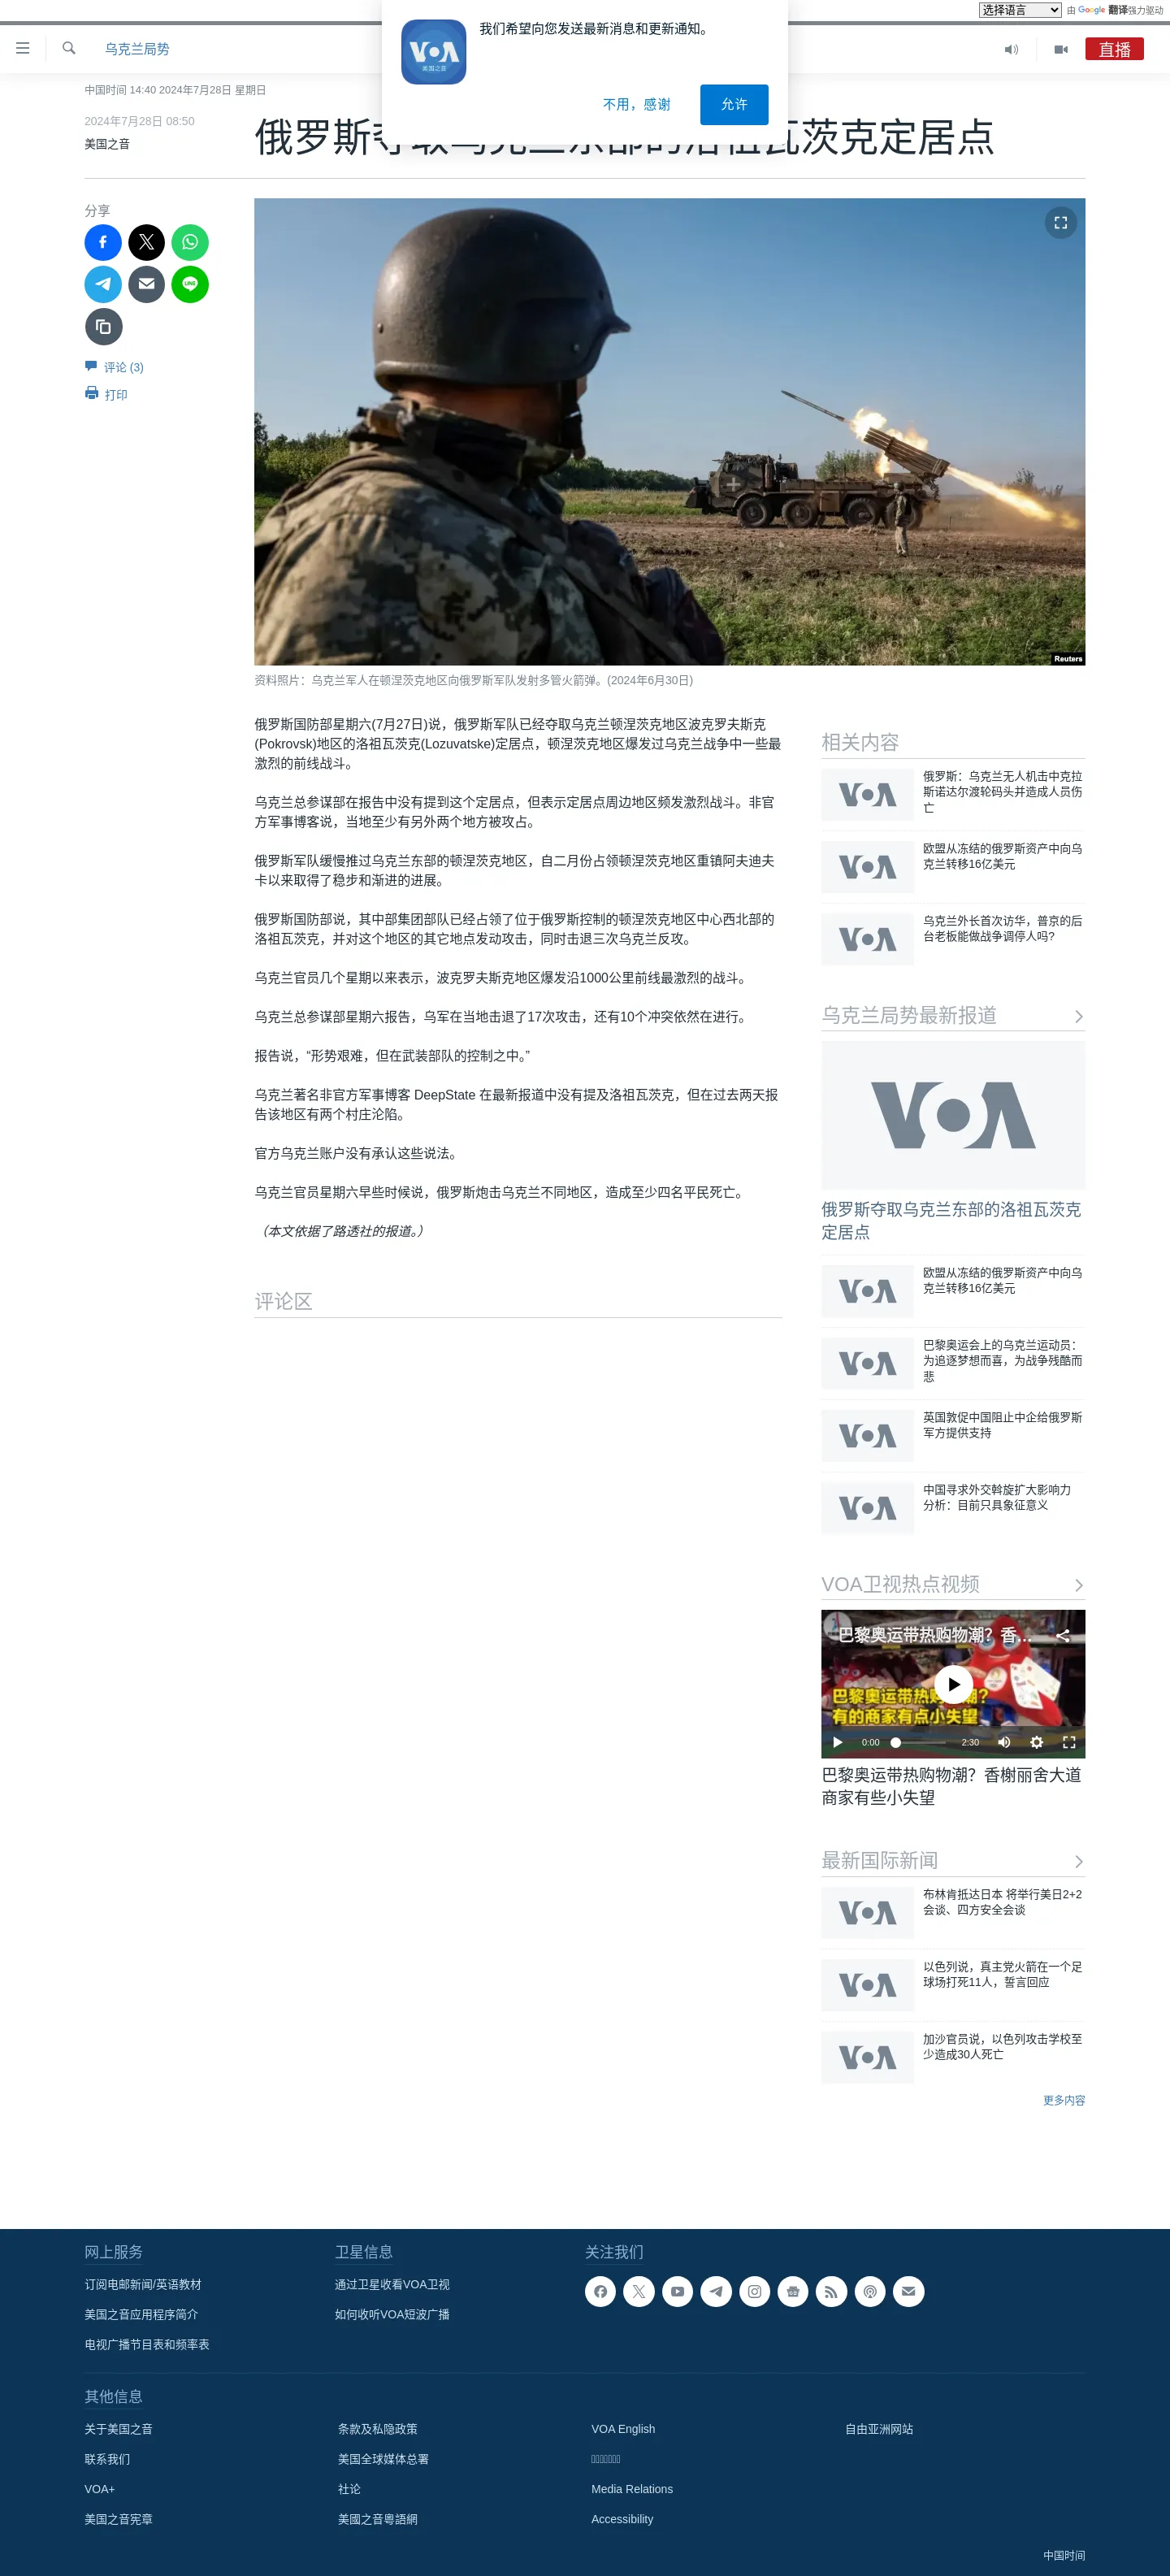 选择语言
由 Google 翻译强力驱动
我们希望向您发送最新消息和更新通知。
VOA
美国之音
不用，感谢
允许
乌克兰局势
直播
中国时间 14:40 2024年7月28日 星期日
2024年7月28日 08:50
美国之音
俄罗斯夺取乌克兰东部的洛祖瓦茨克定居点
分享
评论 (3)
打印
Reuters
资料照片：乌克兰军人在顿涅茨克地区向俄罗斯军队发射多管火箭弹。(2024年6月30日)
俄罗斯国防部星期六(7月27日)说，俄罗斯军队已经夺取乌克兰顿涅茨克地区波克罗夫斯克
(Pokrovsk)地区的洛祖瓦茨克(Lozuvatske)定居点，顿涅茨克地区爆发过乌克兰战争中一些最
激烈的前线战斗。
乌克兰总参谋部在报告中没有提到这个定居点，但表示定居点周边地区频发激烈战斗。非官
方军事博客说，当地至少有另外两个地方被攻占。
俄罗斯军队缓慢推过乌克兰东部的顿涅茨克地区，自二月份占领顿涅茨克地区重镇阿夫迪夫
卡以来取得了稳步和渐进的进展。
俄罗斯国防部说，其中部集团部队已经占领了位于俄罗斯控制的顿涅茨克地区中心西北部的
洛祖瓦茨克，并对这个地区的其它地点发动攻击，同时击退三次乌克兰反攻。
乌克兰官员几个星期以来表示，波克罗夫斯克地区爆发沿1000公里前线最激烈的战斗。
乌克兰总参谋部星期六报告，乌军在当地击退了17次攻击，还有10个冲突依然在进行。
报告说，“形势艰难，但在武装部队的控制之中。”
乌克兰著名非官方军事博客 DeepState 在最新报道中没有提及洛祖瓦茨克，但在过去两天报
告该地区有两个村庄沦陷。
官方乌克兰账户没有承认这些说法。
乌克兰官员星期六早些时候说，俄罗斯炮击乌克兰不同地区，造成至少四名平民死亡。
（本文依据了路透社的报道。）
评论区
相关内容
VOA
俄罗斯：乌克兰无人机击中克拉
斯诺达尔渡轮码头并造成人员伤
亡
VOA
欧盟从冻结的俄罗斯资产中向乌
克兰转移16亿美元
VOA
乌克兰外长首次访华，普京的后
台老板能做战争调停人吗?
乌克兰局势最新报道
VOA
俄罗斯夺取乌克兰东部的洛祖瓦茨克
定居点
VOA
欧盟从冻结的俄罗斯资产中向乌
克兰转移16亿美元
VOA
巴黎奥运会上的乌克兰运动员：
为追逐梦想而喜，为战争残酷而
悲
VOA
英国敦促中国阻止中企给俄罗斯
军方提供支持
VOA
中国寻求外交斡旋扩大影响力
分析：目前只具象征意义
VOA卫视热点视频
巴黎奥运带热购物潮？香...
巴黎奥运带热购物潮?
有的商家有点小失望
0:00
2:30
巴黎奥运带热购物潮？香榭丽舍大道
商家有些小失望
最新国际新闻
VOA
布林肯抵达日本 将举行美日2+2
会谈、四方安全会谈
VOA
以色列说，真主党火箭在一个足
球场打死11人，誓言回应
VOA
加沙官员说，以色列攻击学校至
少造成30人死亡
更多内容
网上服务
订阅电邮新闻/英语教材
美国之音应用程序简介
电视广播节目表和频率表
卫星信息
通过卫星收看VOA卫视
如何收听VOA短波广播
关注我们
其他信息
关于美国之音
联系我们
VOA+
美国之音宪章
条款及私隐政策
美国全球媒体总署
社论
美國之音粵語網
VOA English
Media Relations
Accessibility
自由亚洲网站
中国时间